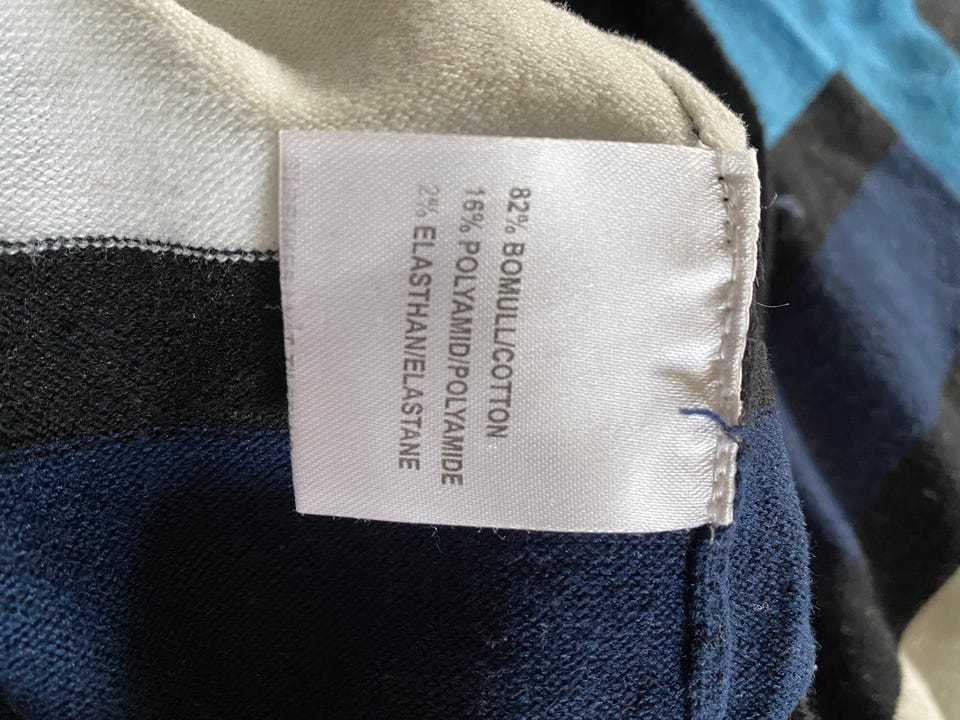 82% BOMULL/COTTON
16% POLYAMID/POLYAMIDE
2% ELASTHAN/ELASTANE